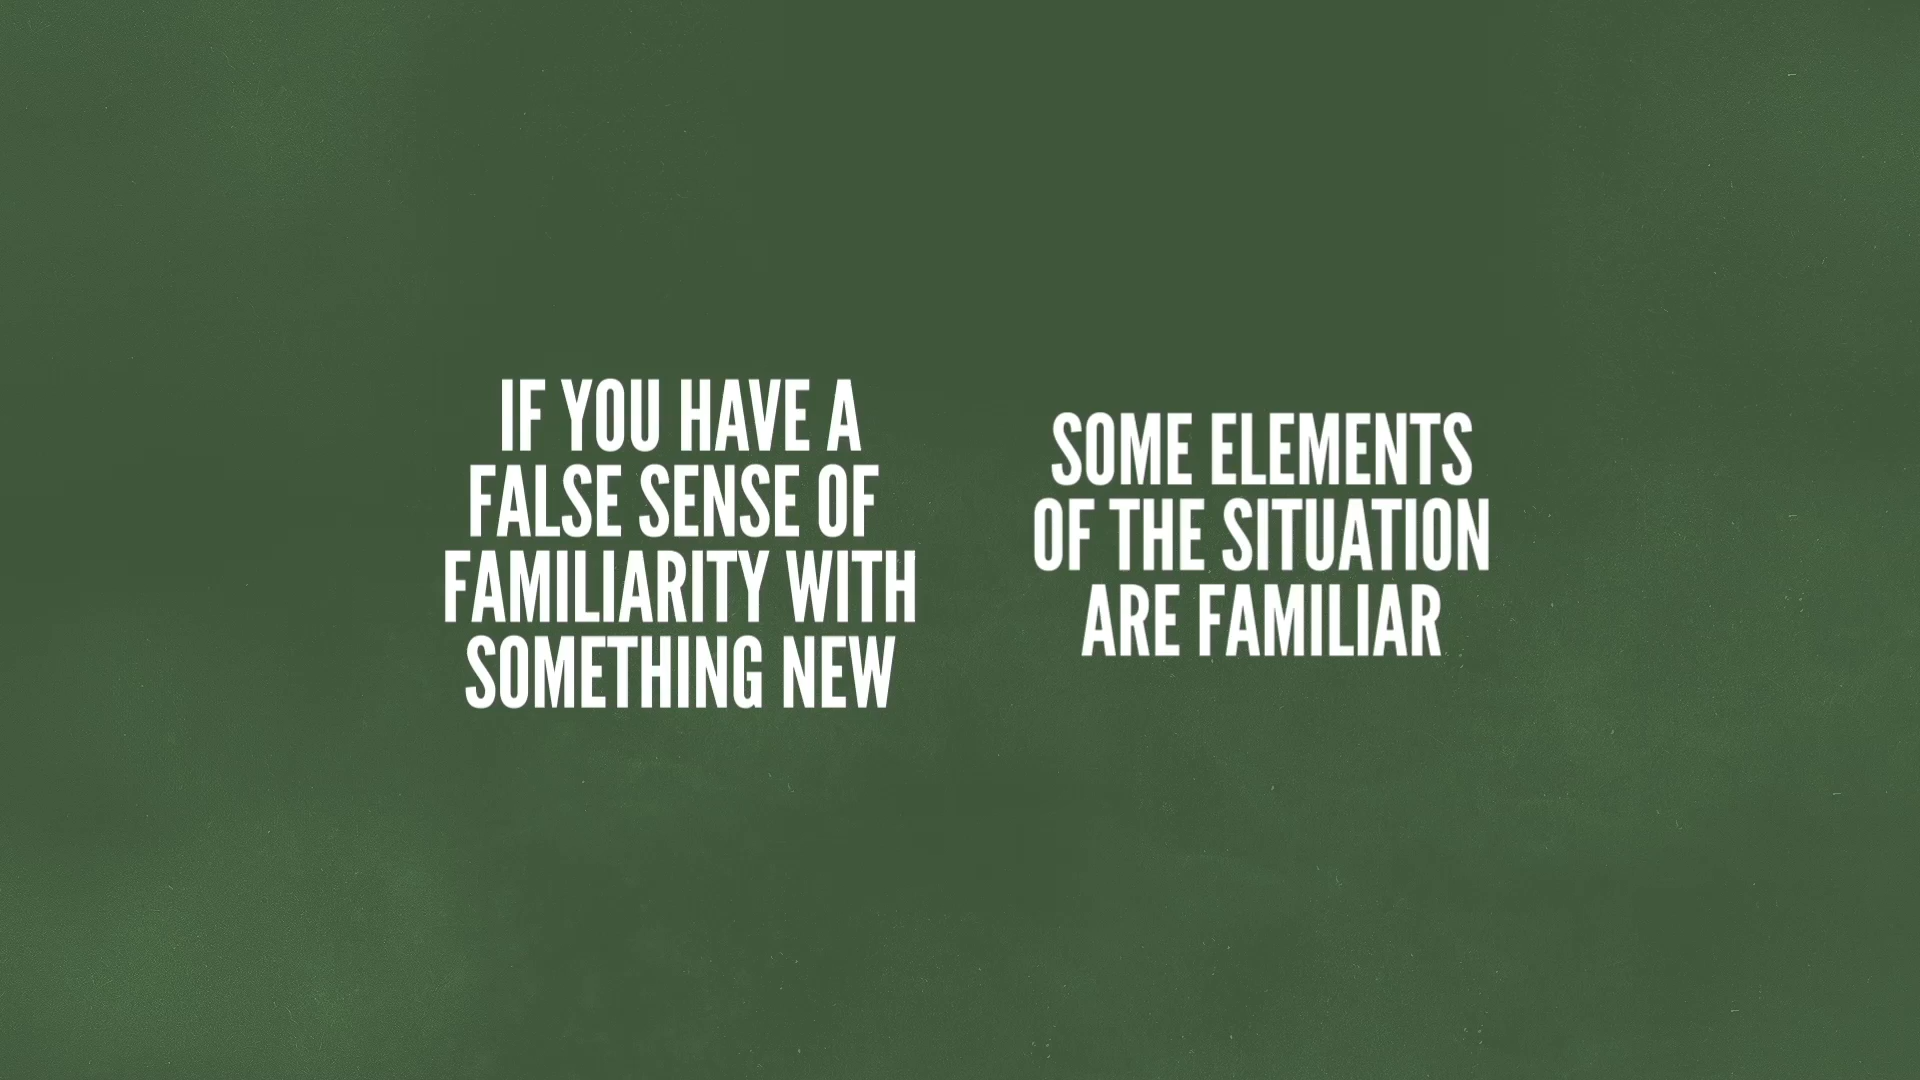 IF YOU HAVE A
FALSE SENSE OF
FAMILIARITY WITH
SOMETHING NEW
SOME ELEMENTS
OF THE SITUATION
ARE FAMILIAR